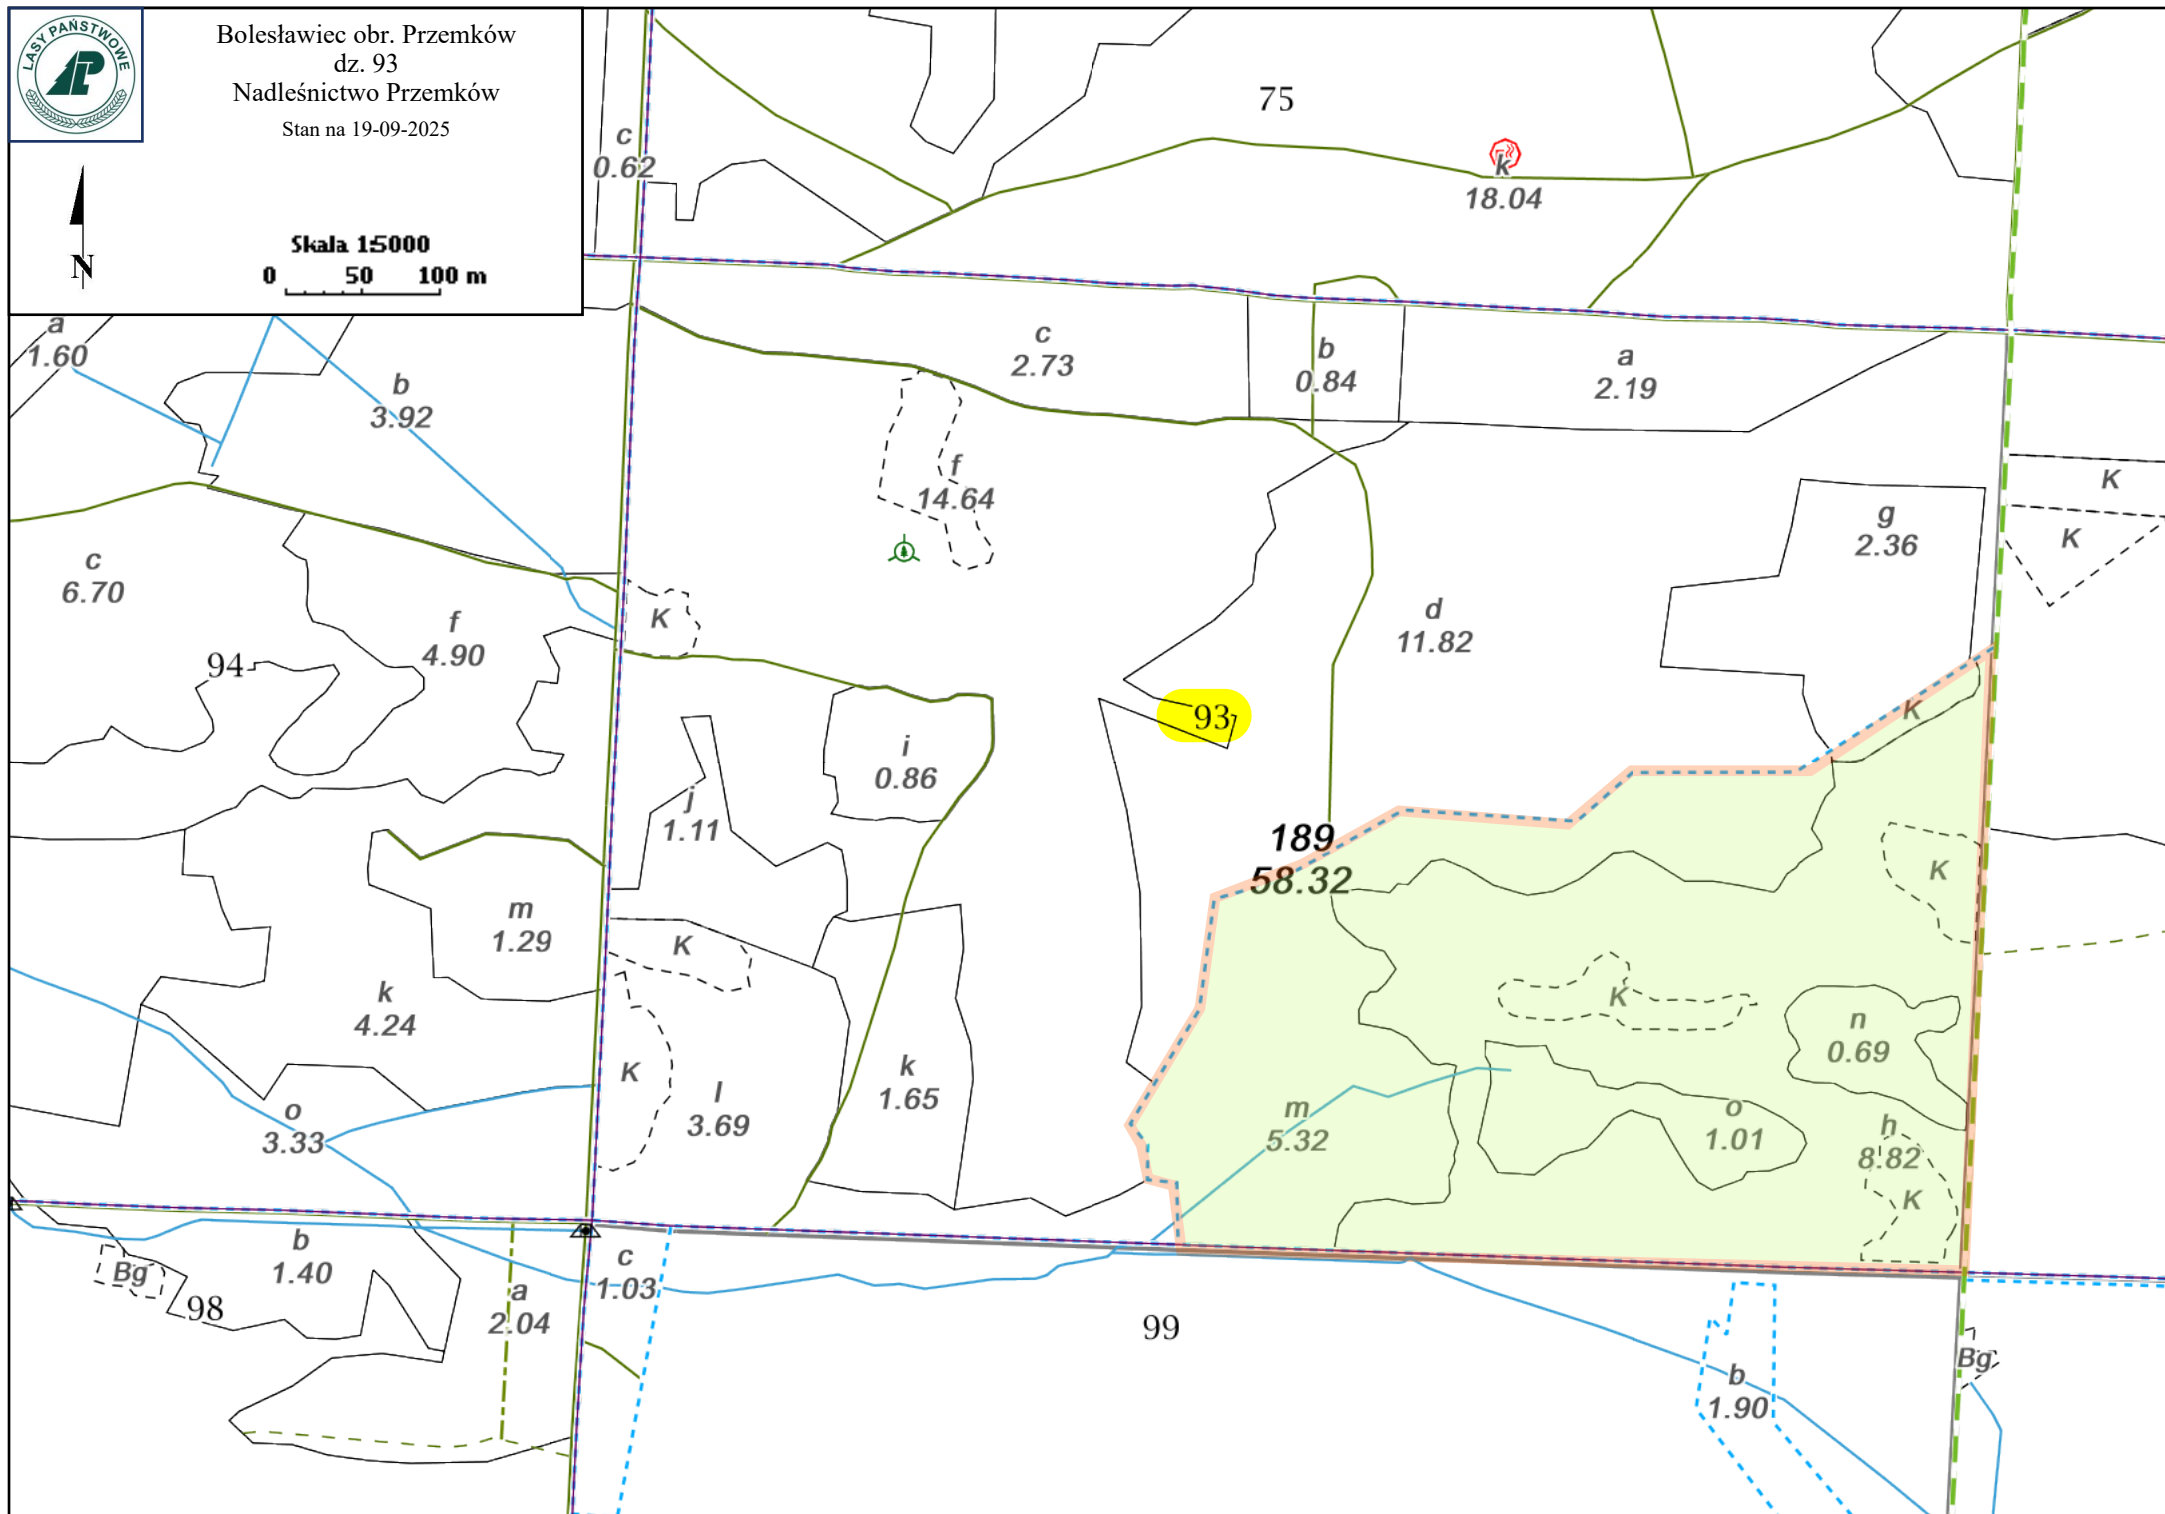 LASY PAŃSTWOWE
LP
Bolesławiec obr. Przemków
dz. 93
Nadleśnictwo Przemków
Stan na 19-09-2025
N
Skala 1:5000
0 50 100 m
75
c
0.62
k
18.04
a
1.60
b
3.92
c
2.73
b
0.84
a
2.19
f
14.64
K
g
2.36
K
c
6.70
f
4.90
K
d
11.82
94
93
K
i
0.86
j
1.11
189
58.32
K
m
1.29
K
k
4.24
K
n
0.69
K
l
3.69
k
1.65
o
3.33
m
5.32
o
1.01
h
8.82
K
b
1.40
Bg
98
c
1.03
a
2.04
99
b
1.90
Bg